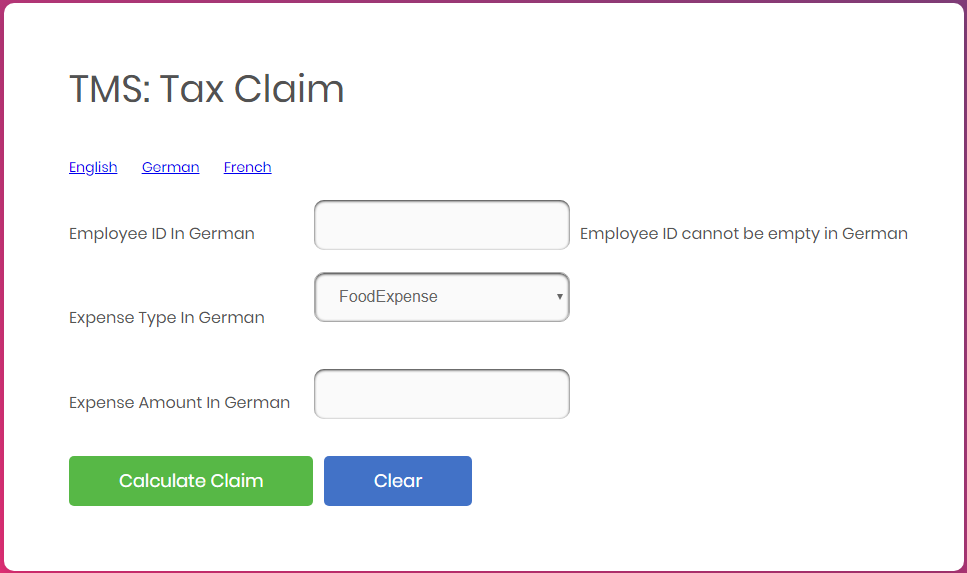 TMS: Tax Claim
English German French
Employee ID In German
Employee ID cannot be empty in German
Expense Type In German
FoodExpense
Expense Amount In German
Calculate Claim
Clear